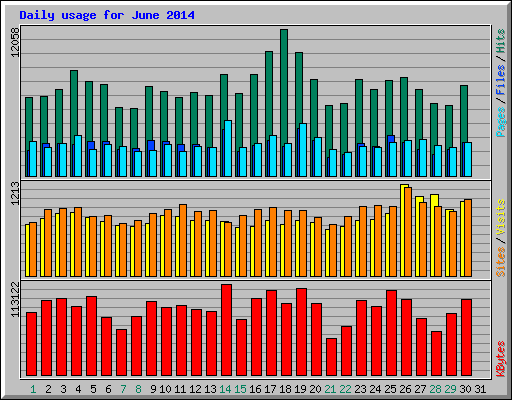 Daily usage for June 2014
12058
Pages / Files / Hits
1213
Sites / Visits
113122
KBytes
1 2 3 4 5 6 7 8 9 10 11 12 13 14 15 16 17 18 19 20 21 22 23 24 25 26 27 28 29 30 31